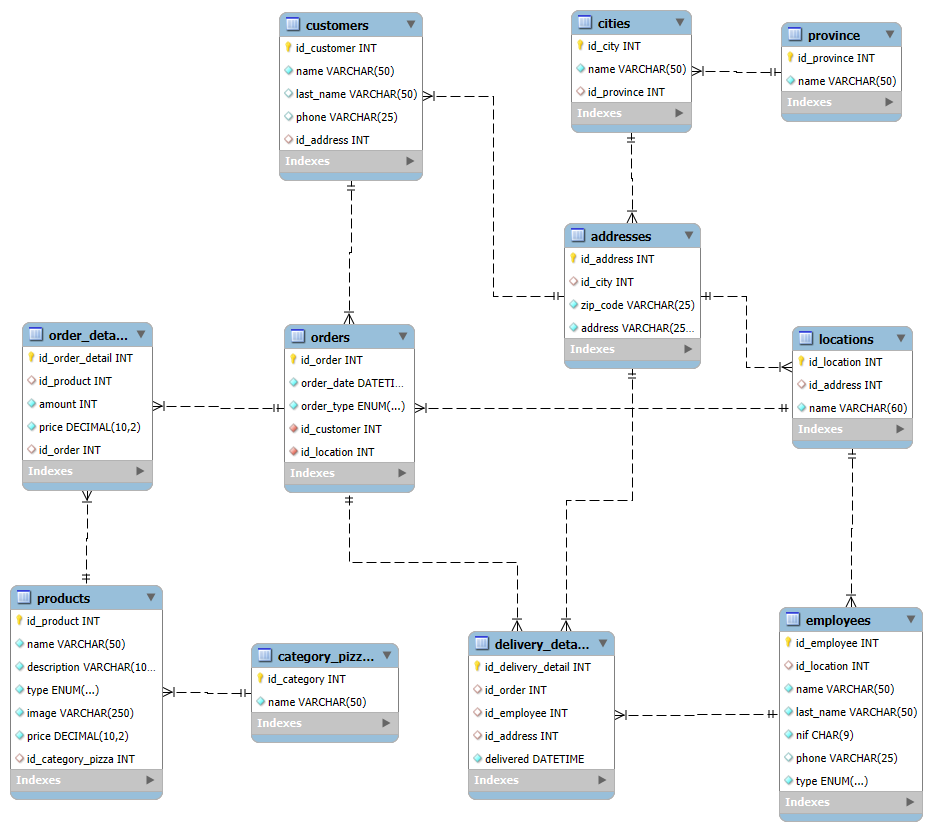 customers
id_customer INT
name VARCHAR(50)
last_name VARCHAR(50)
phone VARCHAR(25)
id_address INT
Indexes
cities
id_city INT
name VARCHAR(50)
id_province INT
Indexes
province
id_province INT
name VARCHAR(50)
Indexes
addresses
id_address INT
id_city INT
zip_code VARCHAR(25)
address VARCHAR(25...
Indexes
order_deta...
id_order_detail INT
id_product INT
amount INT
price DECIMAL(10,2)
id_order INT
Indexes
orders
id_order INT
order_date DATETI...
order_type ENUM(...)
id_customer INT
id_location INT
Indexes
locations
id_location INT
id_address INT
name VARCHAR(60)
Indexes
products
id_product INT
name VARCHAR(50)
description VARCHAR(10...
type ENUM(...)
image VARCHAR(250)
price DECIMAL(10,2)
id_category_pizza INT
Indexes
category_pizz...
id_category INT
name VARCHAR(50)
Indexes
delivery_deta...
id_delivery_detail INT
id_order INT
id_employee INT
id_address INT
delivered DATETIME
Indexes
employees
id_employee INT
id_location INT
name VARCHAR(50)
last_name VARCHAR(50)
nif CHAR(9)
phone VARCHAR(25)
type ENUM(...)
Indexes